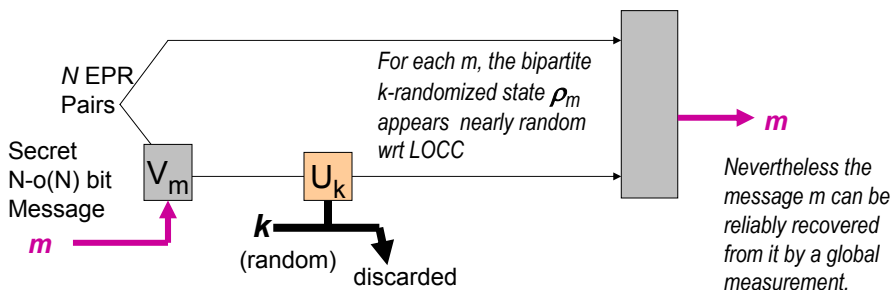 N EPR
Pairs
For each m, the bipartite
k-randomized state ρm
appears nearly random
wrt LOCC
Secret
N-o(N) bit
Message
m
Vm
Uk
k
(random)
discarded
m
Nevertheless the
message m can be
reliably recovered
from it by a global
measurement.